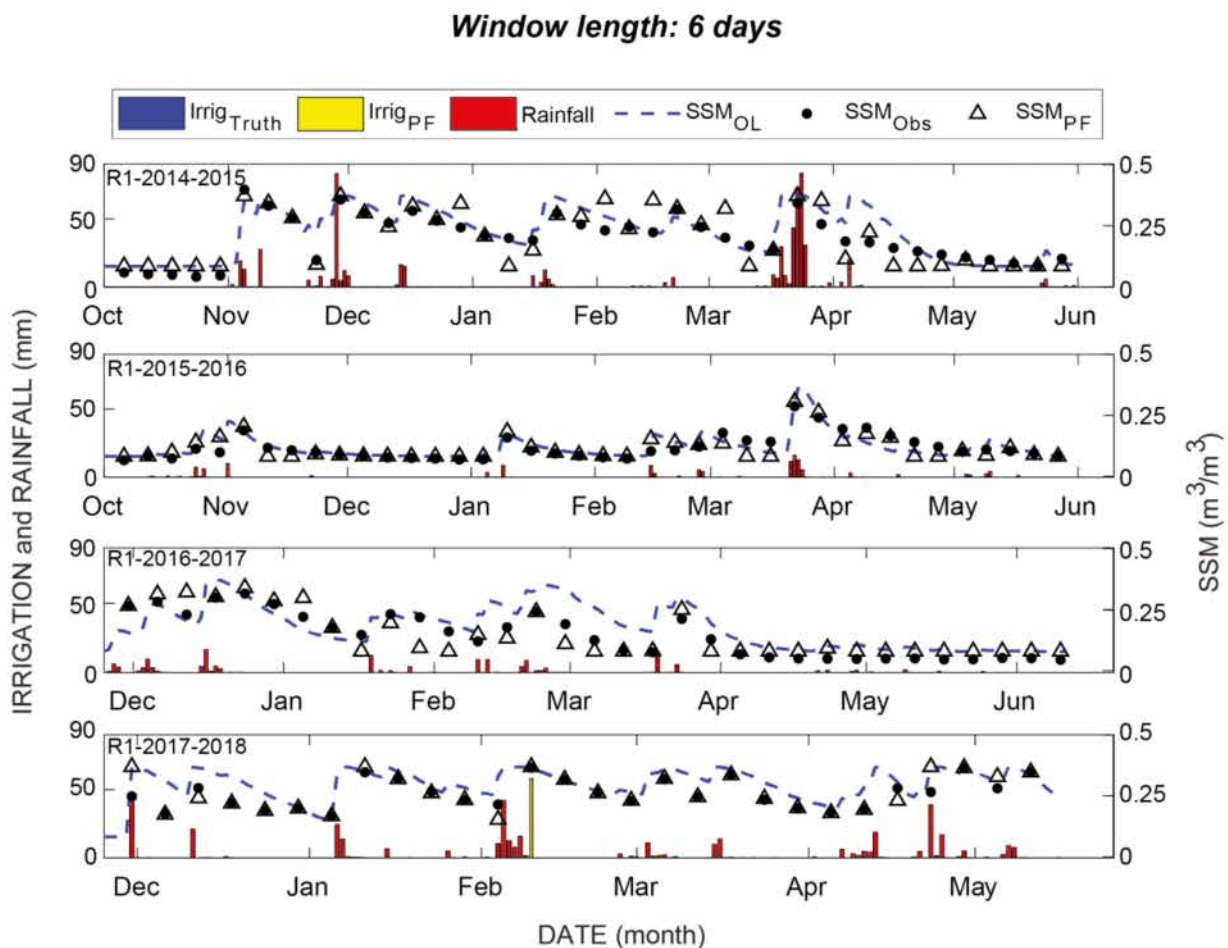 Window length: 6 days
Irrig_Truth Irrig_PF Rainfall SSM_OL SSM_Obs SSM_PF
IRRIGATION and RAINFALL (mm)
SSM (m³/m³)
R1-2014-2015
90 50 0
0.5 0.25 0
Oct Nov Dec Jan Feb Mar Apr May Jun
R1-2015-2016
90 50 0
0.5 0.25 0
Oct Nov Dec Jan Feb Mar Apr May Jun
R1-2016-2017
90 50 0
0.5 0.25 0
Dec Jan Feb Mar Apr May Jun
R1-2017-2018
90 50 0
0.5 0.25 0
Dec Jan Feb Mar Apr May
DATE (month)